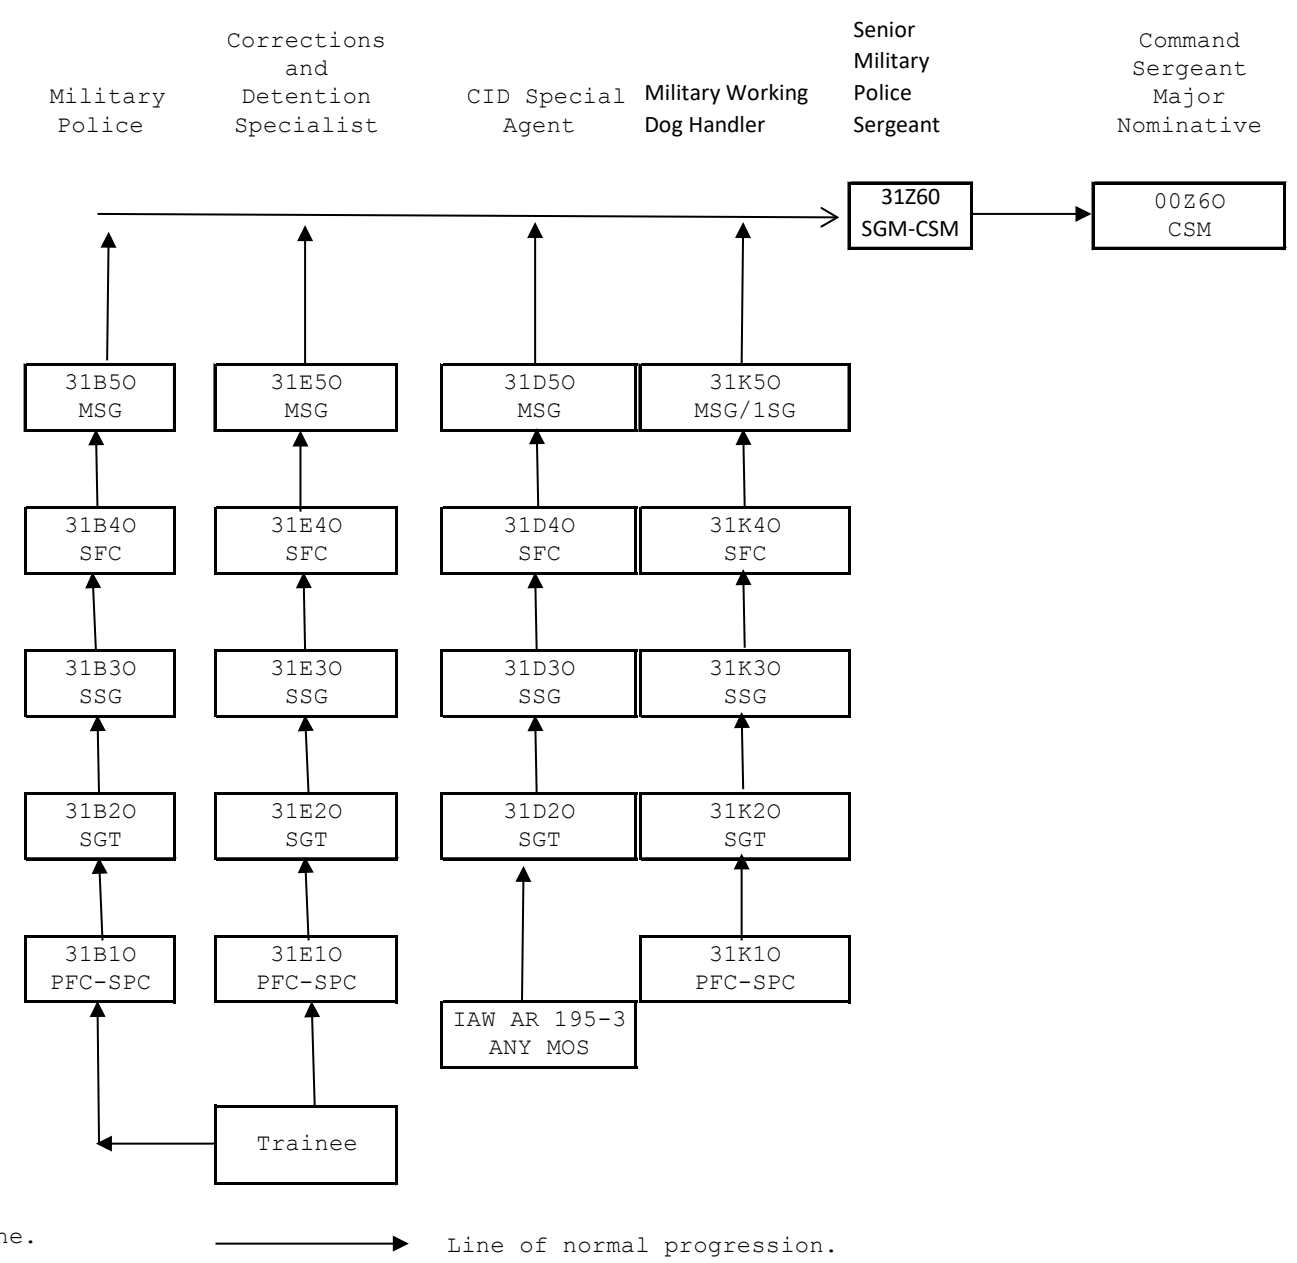 Military
Police
Corrections
and
Detention
Specialist
CID Special
Agent
Military Working
Dog Handler
Senior
Military
Police
Sergeant
Command
Sergeant
Major
Nominative
31Z60
SGM-CSM
00Z6O
CSM
31B5O
MSG
31E5O
MSG
31D5O
MSG
31K5O
MSG/1SG
31B4O
SFC
31E4O
SFC
31D4O
SFC
31K4O
SFC
31B3O
SSG
31E3O
SSG
31D3O
SSG
31K3O
SSG
31B2O
SGT
31E2O
SGT
31D2O
SGT
31K2O
SGT
31B1O
PFC-SPC
31E1O
PFC-SPC
31K1O
PFC-SPC
IAW AR 195-3
ANY MOS
Trainee
ne.
Line of normal progression.